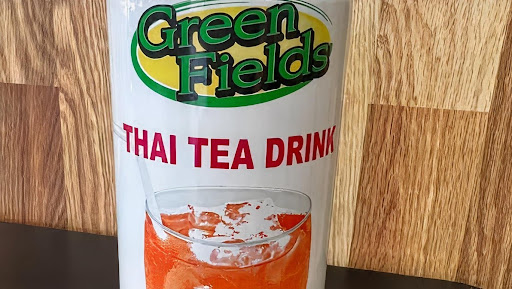 Green
Fields
THAI TEA DRINK